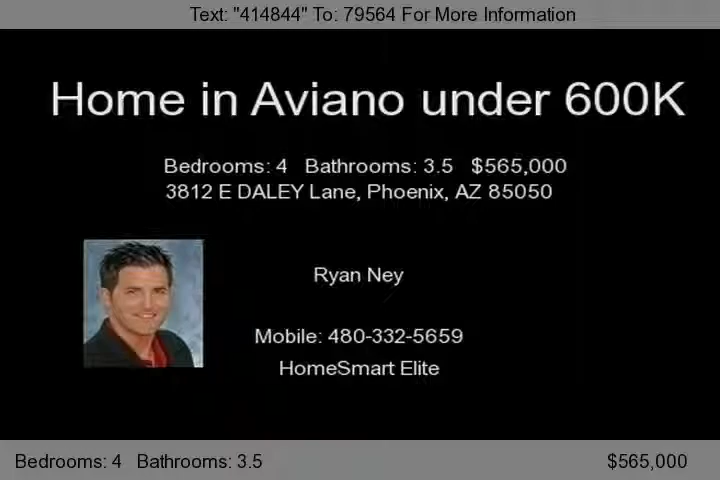 Text: "414844" To: 79564 For More Information
Home in Aviano under 600K
Bedrooms: 4 Bathrooms: 3.5 $565,000
3812 E DALEY Lane, Phoenix, AZ 85050
Ryan Ney
Mobile: 480-332-5659
HomeSmart Elite
Bedrooms: 4 Bathrooms: 3.5 $565,000